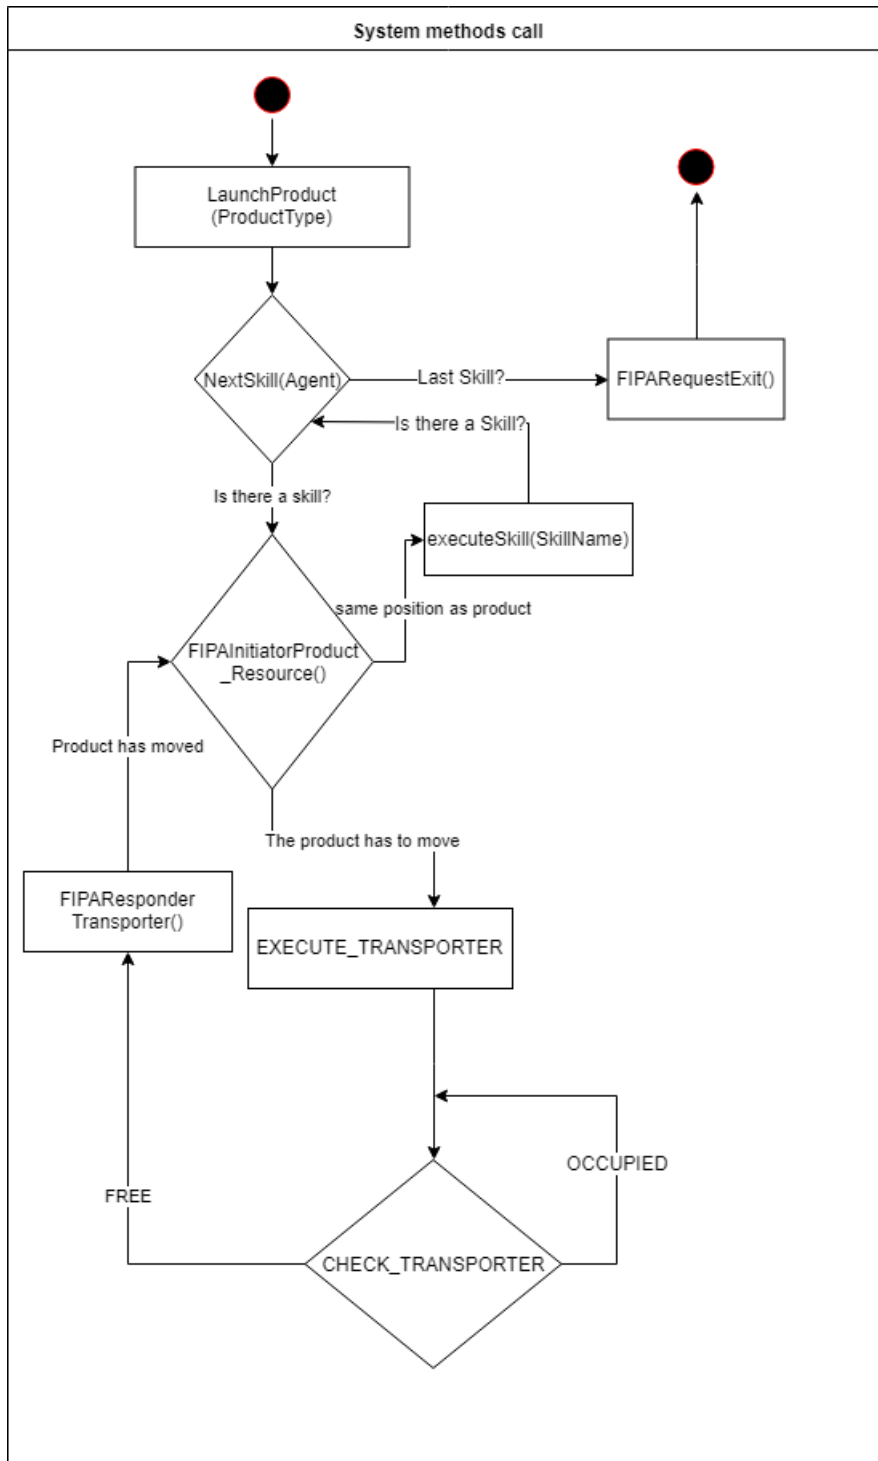 System methods call
LaunchProduct
(ProductType)
NextSkill(Agent)
Last Skill?
FIPARequestExit()
Is there a Skill?
Is there a skill?
executeSkill(SkillName)
same position as product
FIPAInitiatorProduct
_Resource()
Product has moved
The product has to move
FIPAResponder
Transporter()
EXECUTE_TRANSPORTER
OCCUPIED
FREE
CHECK_TRANSPORTER